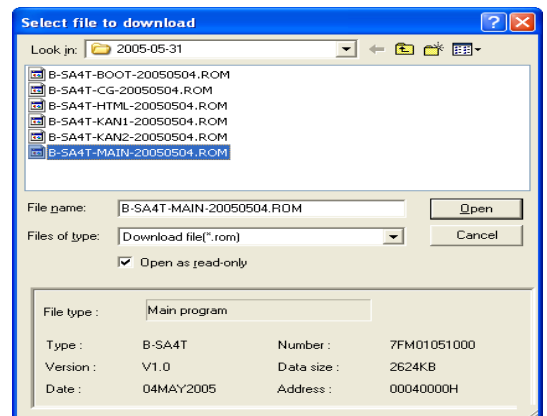 Select file to download
Look in: 2005-05-31
B-SA4T-BOOT-20050504.ROM
B-SA4T-CG-20050504.ROM
B-SA4T-HTML-20050504.ROM
B-SA4T-KAN1-20050504.ROM
B-SA4T-KAN2-20050504.ROM
B-SA4T-MAIN-20050504.ROM
File name: B-SA4T-MAIN-20050504.ROM Open
Files of type: Download file(*.rom) Cancel
Open as read-only
File type : Main program
Type : B-SA4T Number : 7FM01051000
Version : V1.0 Data size : 2624KB
Date : 04MAY2005 Address : 00040000H